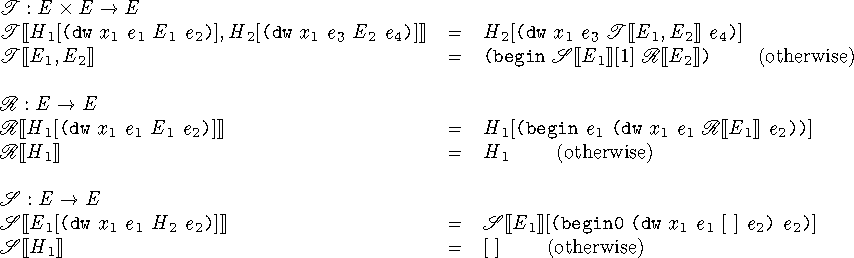 𝒯 : E × E → E
𝒯⟦H₁[(dw x₁ e₁ E₁ e₂)], H₂[(dw x₁ e₃ E₂ e₄)]⟧ = H₂[(dw x₁ e₃ 𝒯⟦E₁, E₂⟧ e₄)]
𝒯⟦E₁, E₂⟧ = (begin 𝒮⟦E₁⟧[1] ℛ⟦E₂⟧) (otherwise)
ℛ : E → E
ℛ⟦H₁[(dw x₁ e₁ E₁ e₂)]⟧ = H₁[(begin e₁ (dw x₁ e₁ ℛ⟦E₁⟧ e₂))]
ℛ⟦H₁⟧ = H₁ (otherwise)
𝒮 : E → E
𝒮⟦E₁[(dw x₁ e₁ H₂ e₂)]⟧ = 𝒮⟦E₁⟧[(begin0 (dw x₁ e₁ [ ] e₂) e₂)]
𝒮⟦H₁⟧ = [ ] (otherwise)